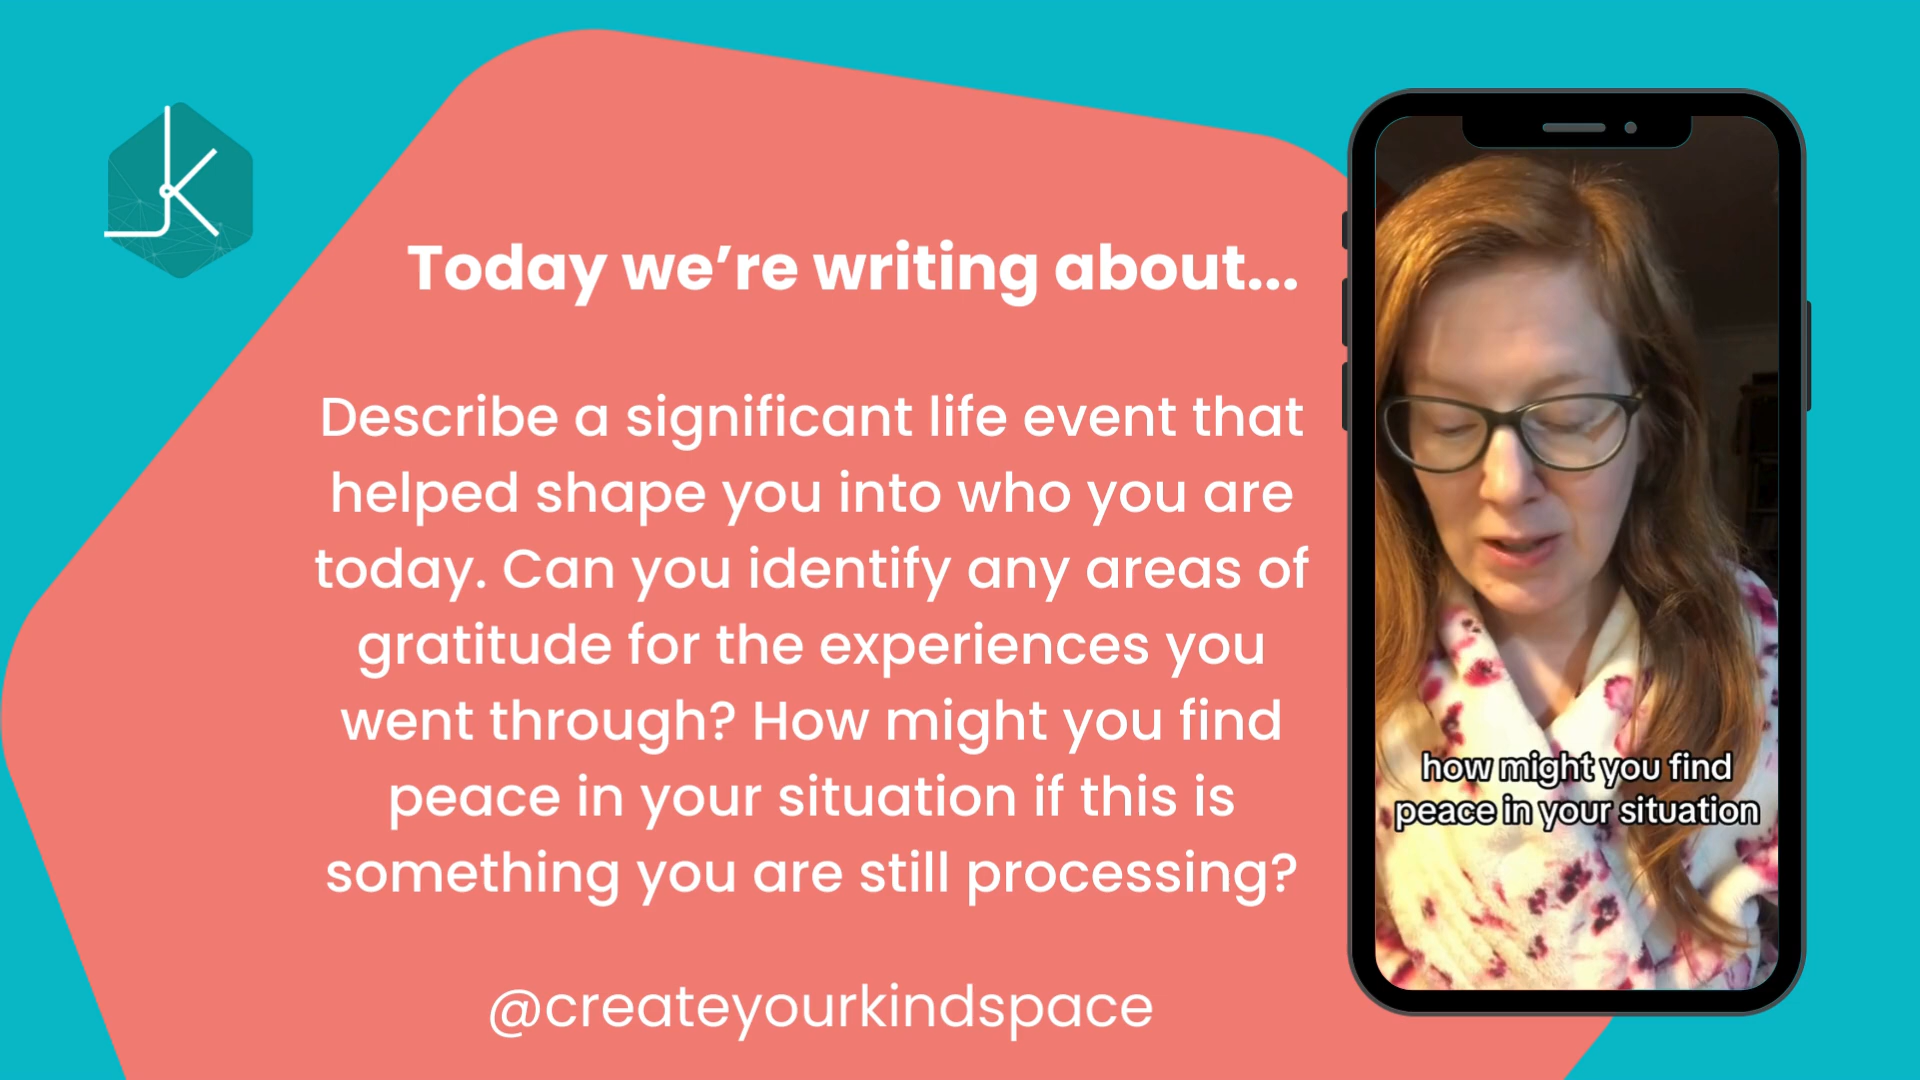 JK
Today we’re writing about...
Describe a significant life event that
helped shape you into who you are
today. Can you identify any areas of
gratitude for the experiences you
went through? How might you find
peace in your situation if this is
something you are still processing?
@createyourkindspace
how might you find
peace in your situation